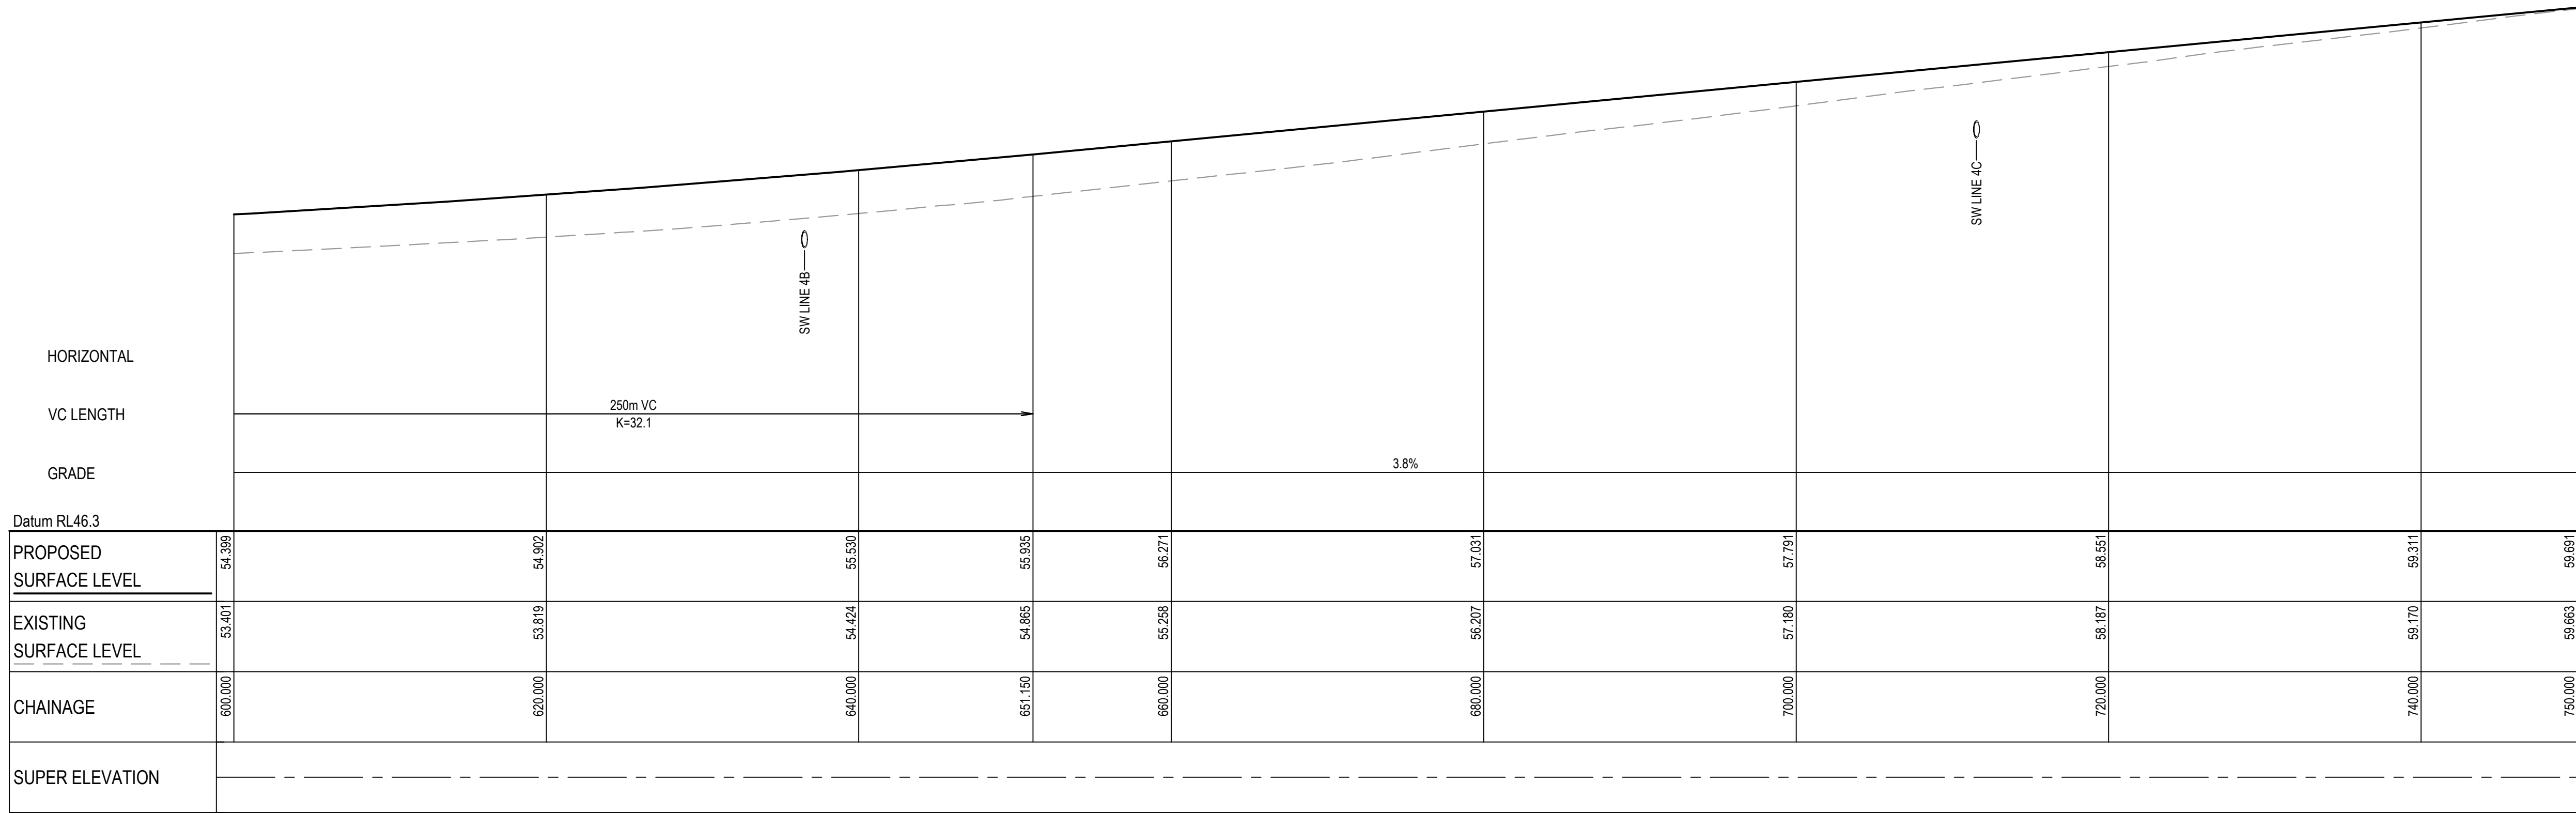 SW LINE 4B
SW LINE 4C
HORIZONTAL
VC LENGTH
250m VC
K=32.1
GRADE
3.8%
Datum RL46.3
PROPOSED
SURFACE LEVEL
54.399 54.902 55.530 55.935 56.271 57.031 57.791 58.551 59.311 59.691
EXISTING
SURFACE LEVEL
53.401 53.819 54.424 54.865 55.258 56.207 57.180 58.187 59.170 59.663
CHAINAGE
600.000 620.000 640.000 651.150 660.000 680.000 700.000 720.000 740.000 750.000
SUPER ELEVATION